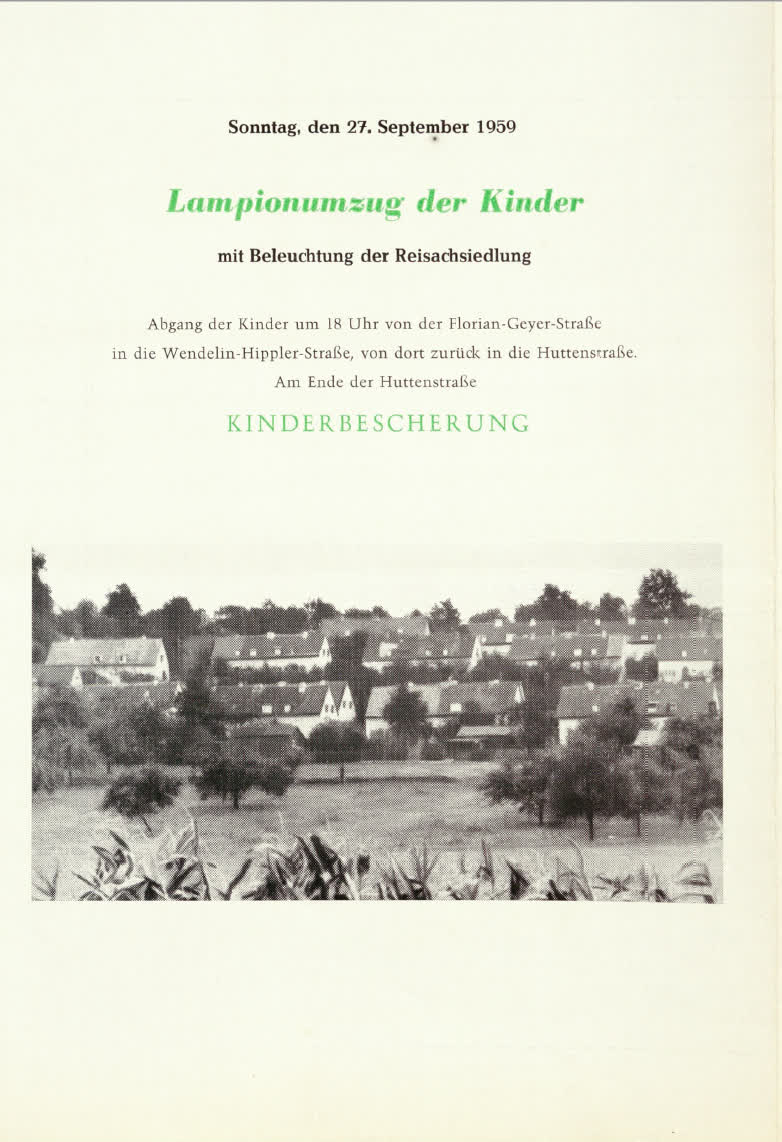 Sonntag, den 27. September 1959
Lampionumzug der Kinder
mit Beleuchtung der Reisachsiedlung
Abgang der Kinder um 18 Uhr von der Florian-Geyer-Straße
in die Wendelin-Hippler-Straße, von dort zurück in die Huttenstraße.
Am Ende der Huttenstraße
KINDERBESCHERUNG